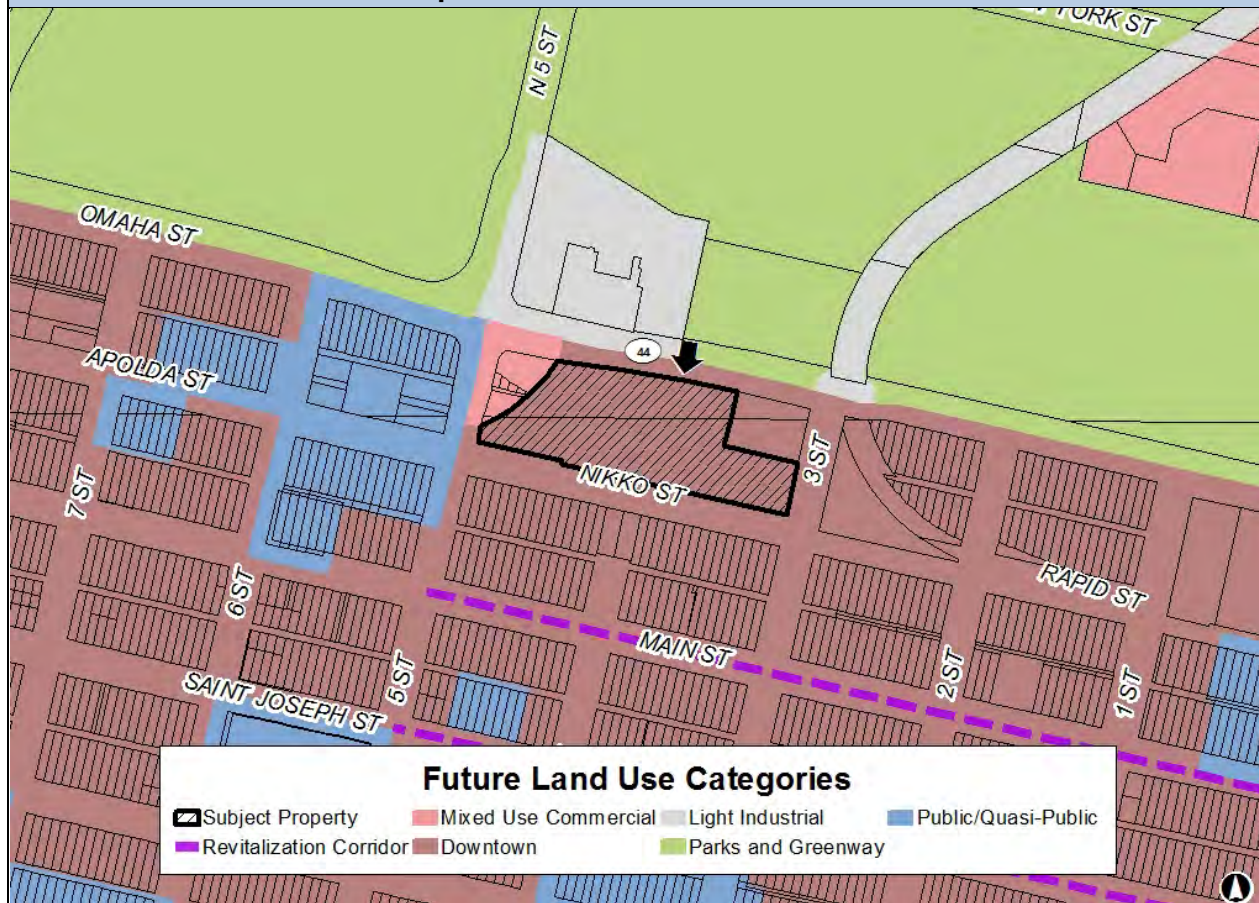 YORK ST
N 5 ST
OMAHA ST
44
APOLDA ST
3 ST
NIKKO ST
7 ST
RAPID ST
6 ST
MAIN ST
2 ST
1 ST
5 ST
SAINT JOSEPH ST
Future Land Use Categories
Subject Property Mixed Use Commercial Light Industrial Public/Quasi-Public
Revitalization Corridor Downtown Parks and Greenway